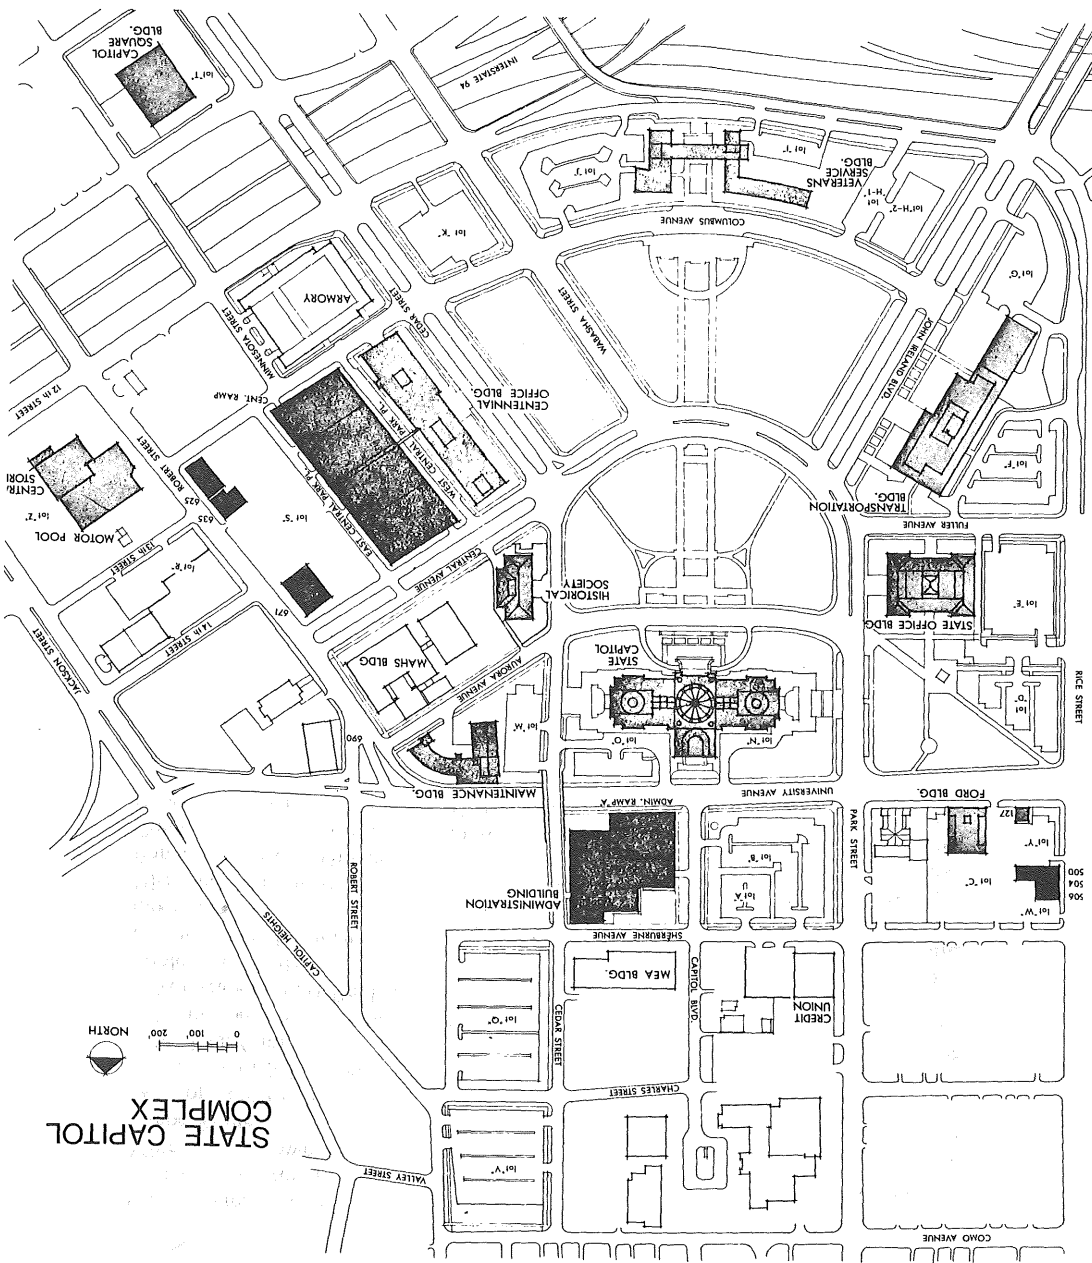 COMO AVENUE
VALLEY STREET
lot "V"
STATE CAPITOL
COMPLEX
CHARLES STREET
0 100' 200'
NORTH
CREDIT
UNION
CAPITOL BLVD.
MEA BLDG.
CEDAR STREET
lot "Q"
CAPITOL HEIGHTS
SHERBURNE AVENUE
lot "W"
506
504
500
lot "C"
lot "Y"
127
FORD BLDG.
PARK STREET
lot "A"
U
lot "B"
ADMINISTRATION
BUILDING
ADMIN. RAMP "A"
ROBERT STREET
UNIVERSITY AVENUE
MAINTENANCE BLDG.
690
RICE STREET
lot "D"
lot "N"
lot "O"
lot "M"
STATE
CAPITOL
AURORA AVENUE
MAHS BLDG
14th STREET
JACKSON STREET
STATE OFFICE BLDG
lot "E"
HISTORICAL
SOCIETY
CENTRAL AVENUE
671
lot "R"
13th STREET
FULLER AVENUE
TRANSPORTATION
BLDG.
lot "F"
EAST CENTRAL PARK PL.
WEST CENTRAL PARK PL.
lot "S"
635
625
ROBERT STREET
MOTOR POOL
lot "Z"
CENTRAL
STORE
12th STREET
JOHN IRELAND BLVD.
CENTENNIAL
OFFICE BLDG.
CENT. RAMP
MINNESOTA STREET
CEDAR STREET
ARMORY
WABASHA STREET
lot "G"
lot "K"
COLUMBUS AVENUE
lot H-2"
lot
"H-1"
VETERANS
SERVICE
BLDG.
lot "I"
lot "J"
INTERSTATE 94
lot "T"
CAPITOL
SQUARE
BLDG.